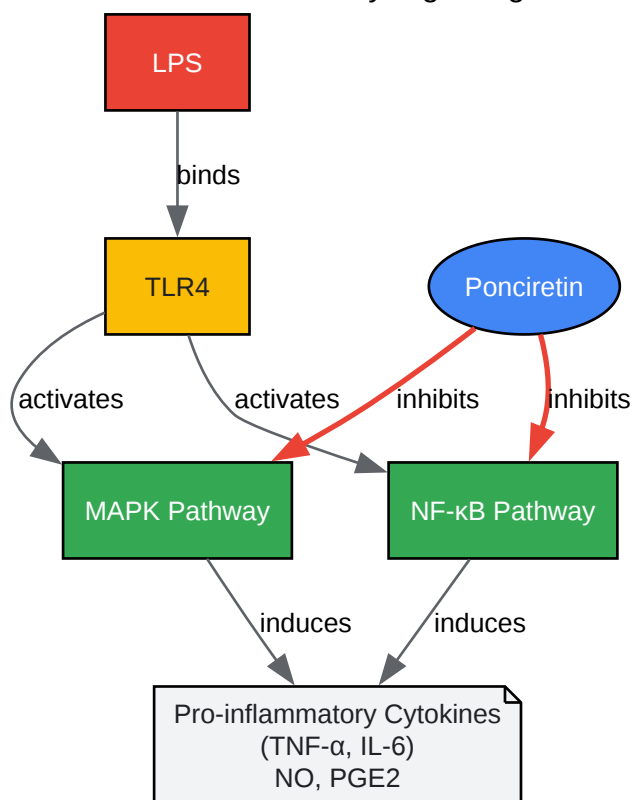 LPS
binds
TLR4
Ponciretin
activates
activates
inhibits
inhibits
MAPK Pathway
NF-κB Pathway
induces
induces
Pro-inflammatory Cytokines
(TNF-α, IL-6)
NO, PGE2